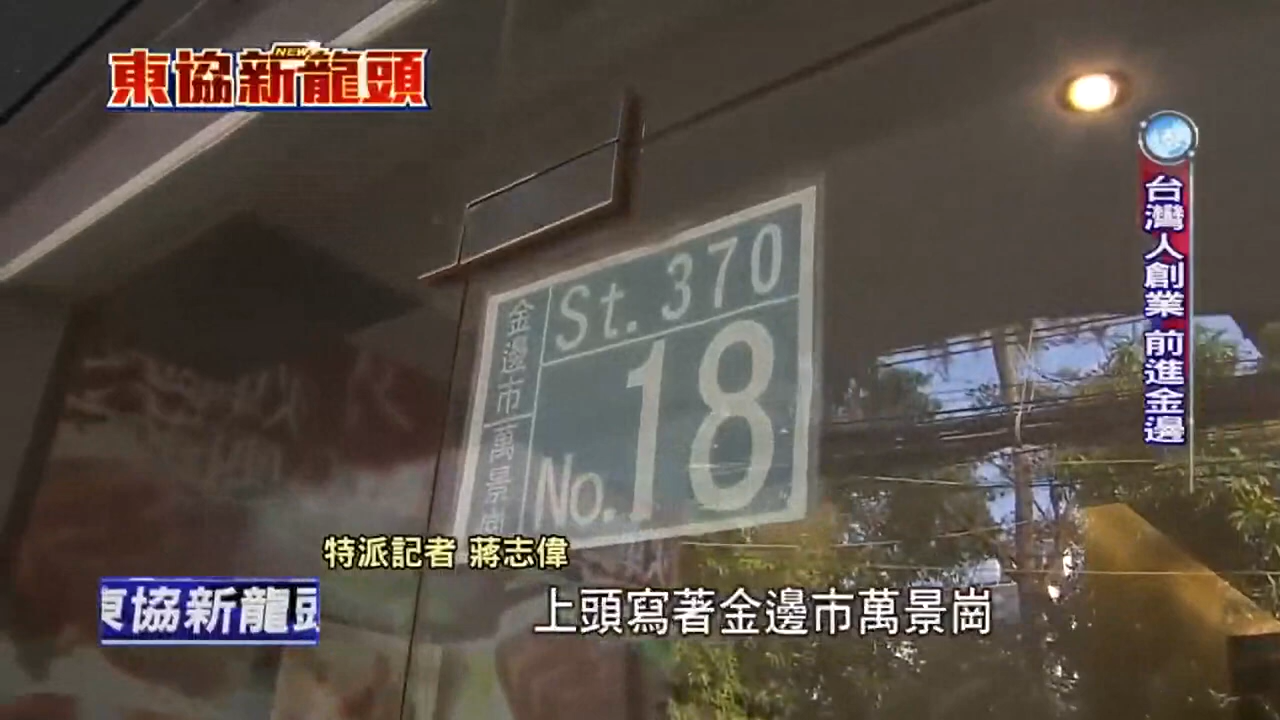 東協新龍頭
NEW
台灣人創業 前進金邊
St. 370
金邊市
萬景崗
No. 18
特派記者 蔣志偉
東協新龍頭
上頭寫著金邊市萬景崗